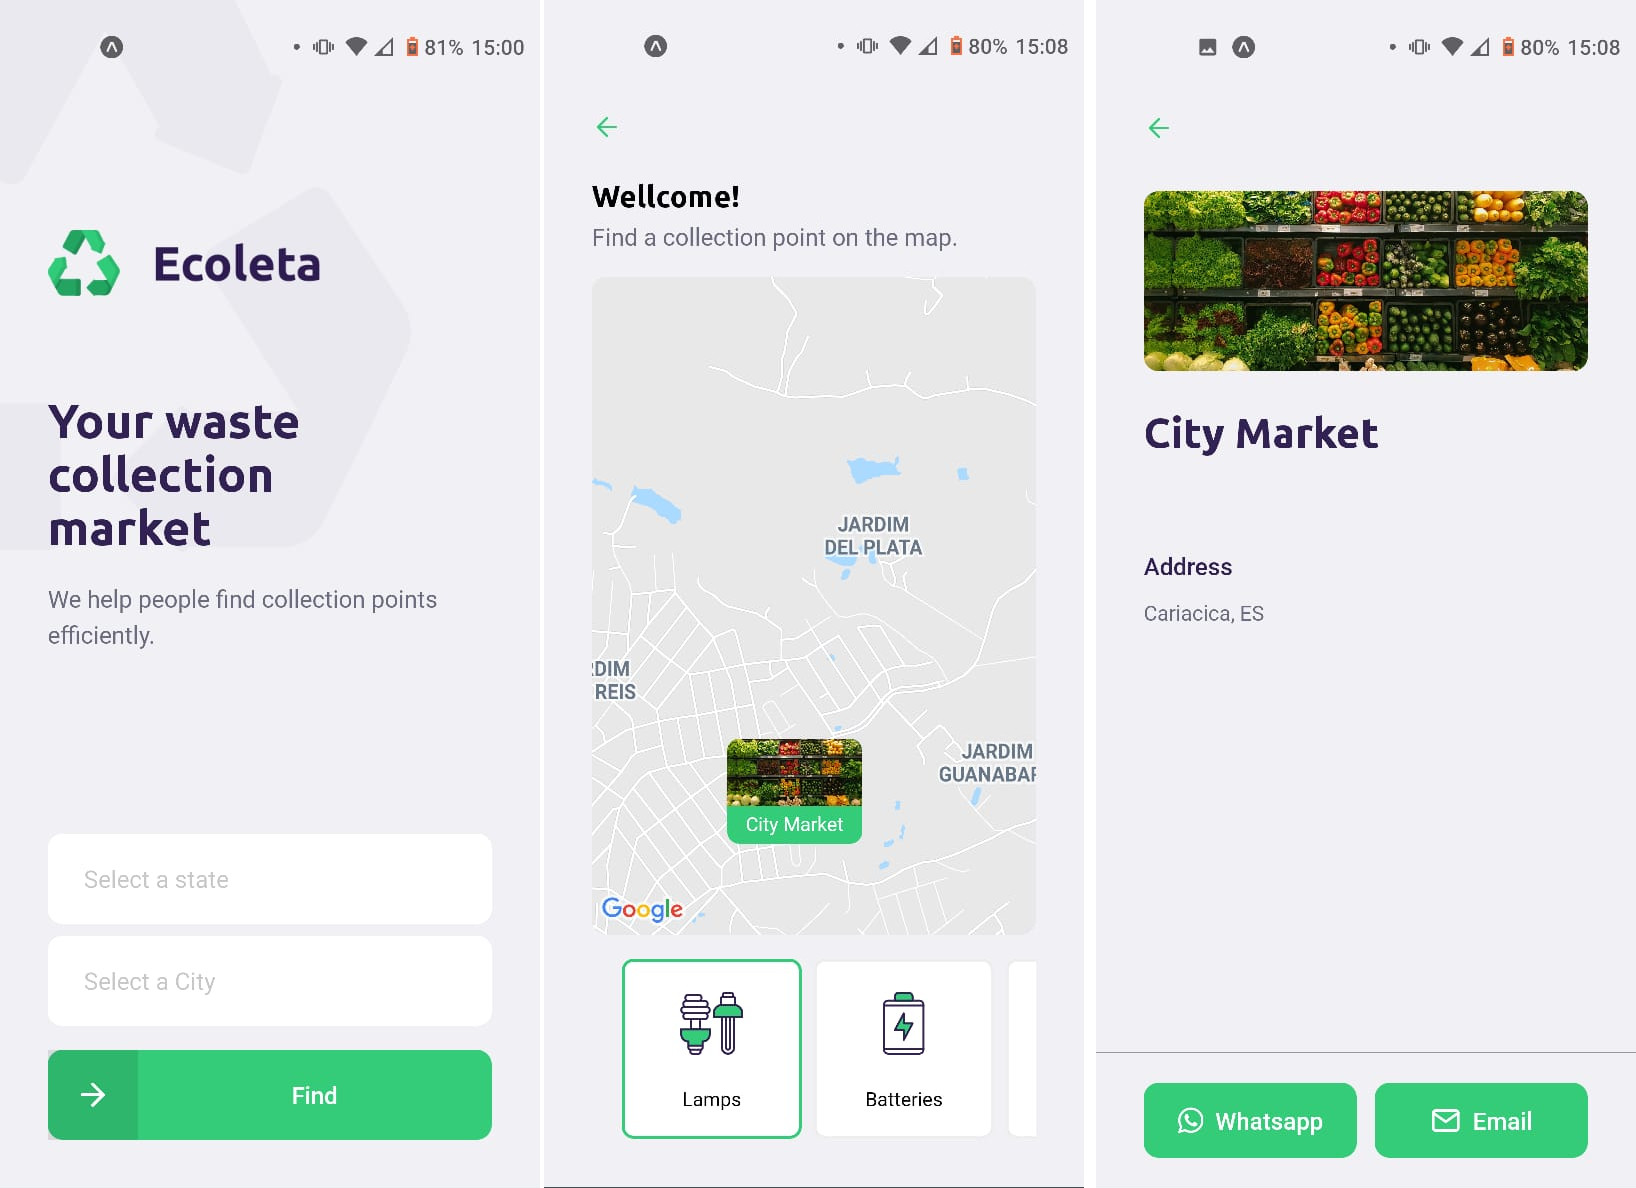 81% 15:00
Ecoleta
Your waste
collection
market
We help people find collection points
efficiently.
Select a state
Select a City
Find
80% 15:08
Wellcome!
Find a collection point on the map.
JARDIM
DEL PLATA
RDIM
REIS
JARDIM
GUANABAR
City Market
Google
Lamps
Batteries
80% 15:08
City Market
Address
Cariacica, ES
Whatsapp
Email